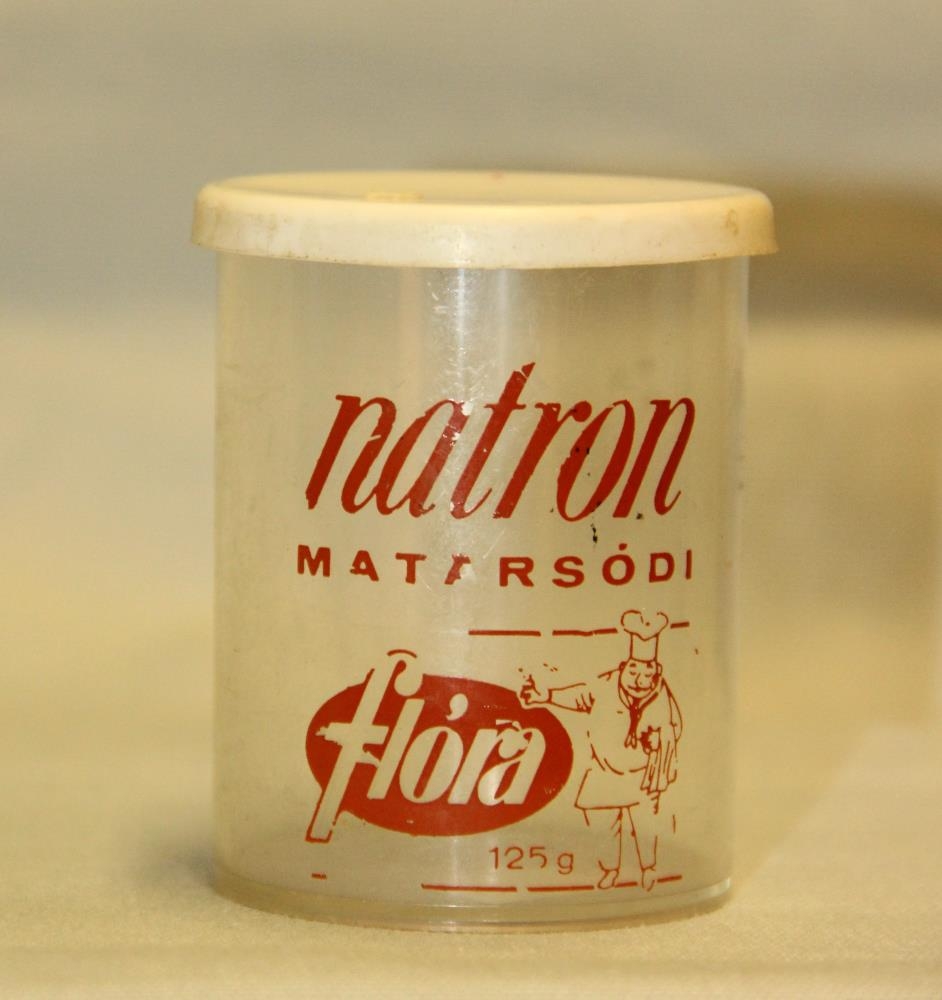 natron
MATARSÓDI
flóra
125g